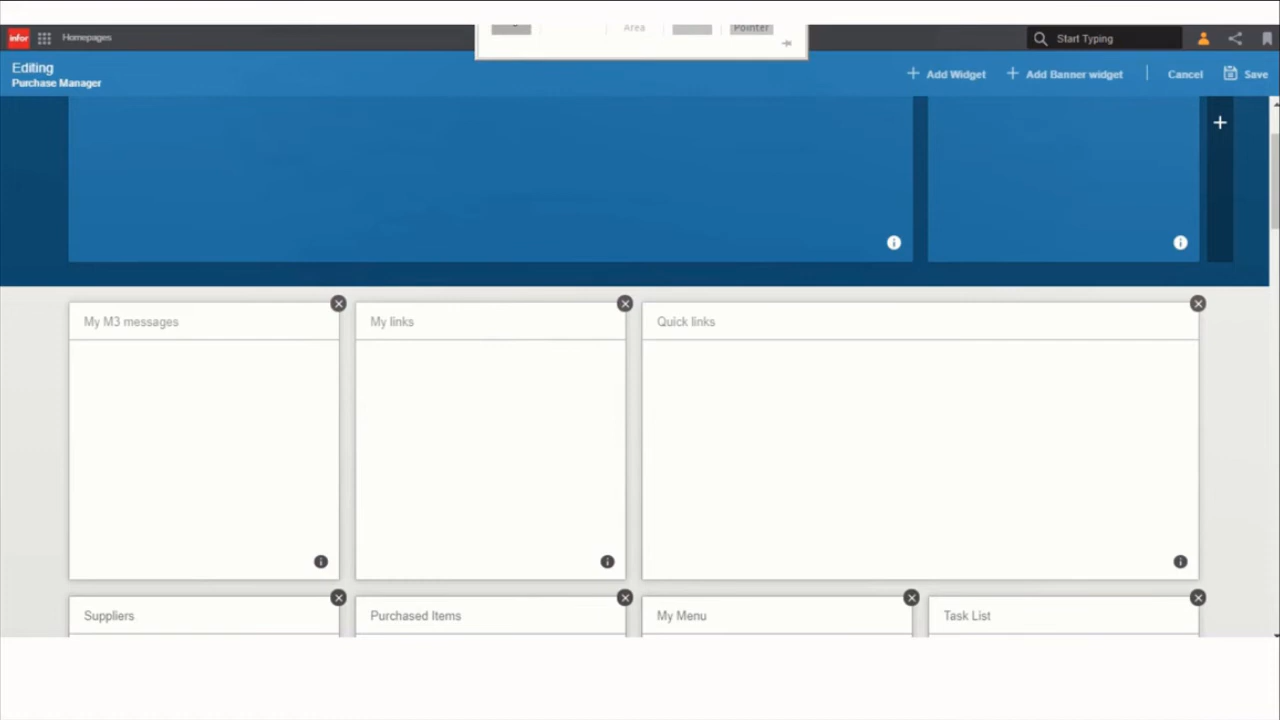 Area
Pointer
infor
Homepages
Start Typing
Editing
Purchase Manager
Add Widget
Add Banner widget
Cancel
Save
My M3 messages
My links
Quick links
Suppliers
Purchased Items
My Menu
Task List